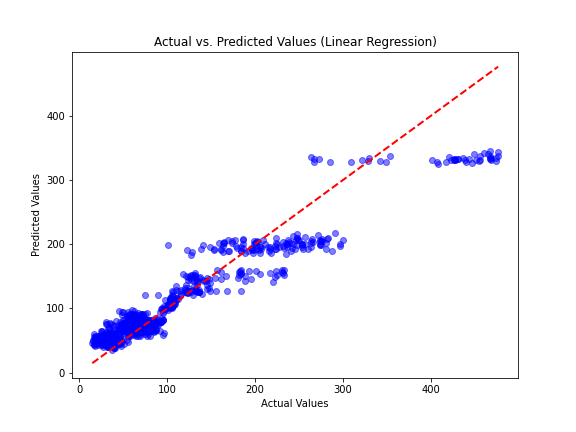 Actual vs. Predicted Values (Linear Regression)
400
300
200
100
0
Predicted Values
0 100 200 300 400
Actual Values